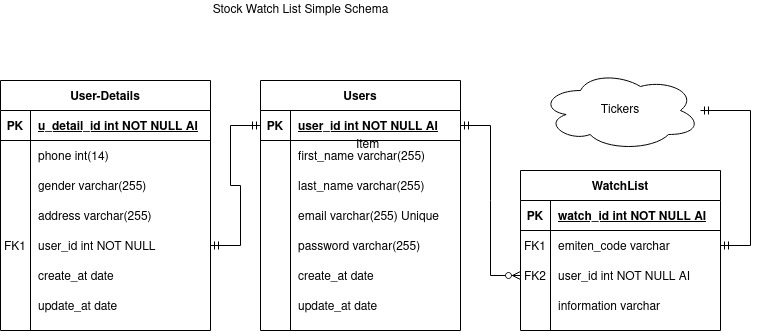 Stock Watch List Simple Schema
User-Details
PK u_detail_id int NOT NULL AI
phone int(14)
gender varchar(255)
address varchar(255)
FK1 user_id int NOT NULL
create_at date
update_at date
Users
PK user_id int NOT NULL AI
Item
first_name varchar(255)
last_name varchar(255)
email varchar(255) Unique
password varchar(255)
create_at date
update_at date
Tickers
WatchList
PK watch_id int NOT NULL AI
FK1 emiten_code varchar
FK2 user_id int NOT NULL AI
information varchar